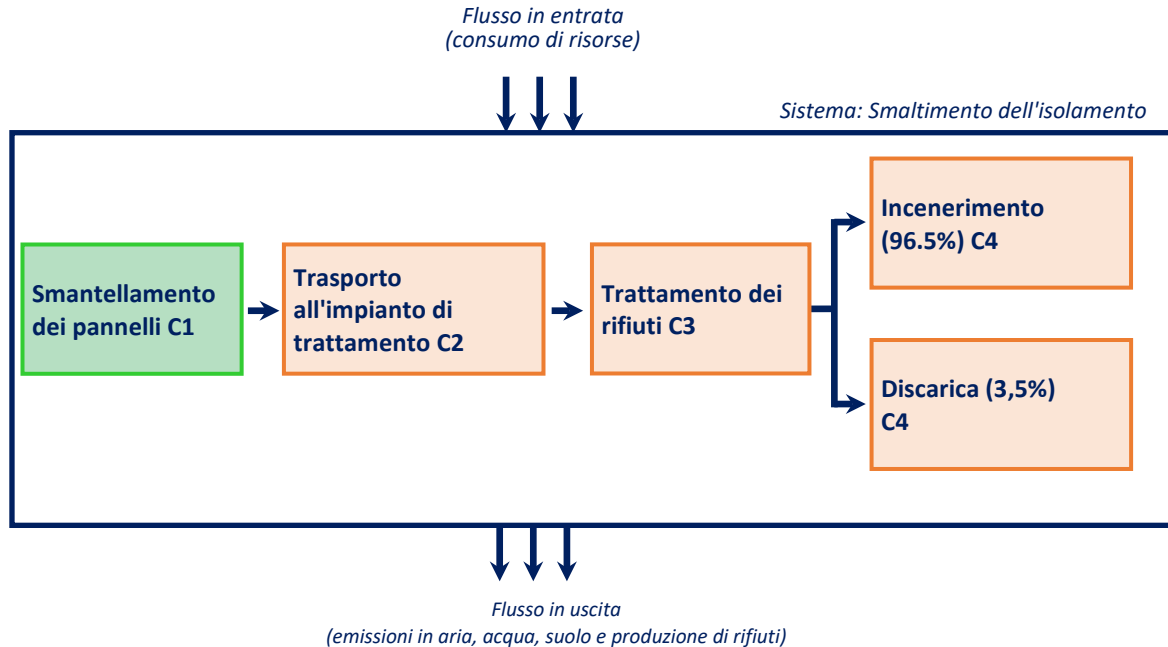 Flusso in entrata
(consumo di risorse)
Sistema: Smaltimento dell'isolamento
Smantellamento
dei pannelli C1
Trasporto
all'impianto di
trattamento C2
Trattamento dei
rifiuti C3
Incenerimento
(96.5%) C4
Discarica (3,5%)
C4
Flusso in uscita
(emissioni in aria, acqua, suolo e produzione di rifiuti)